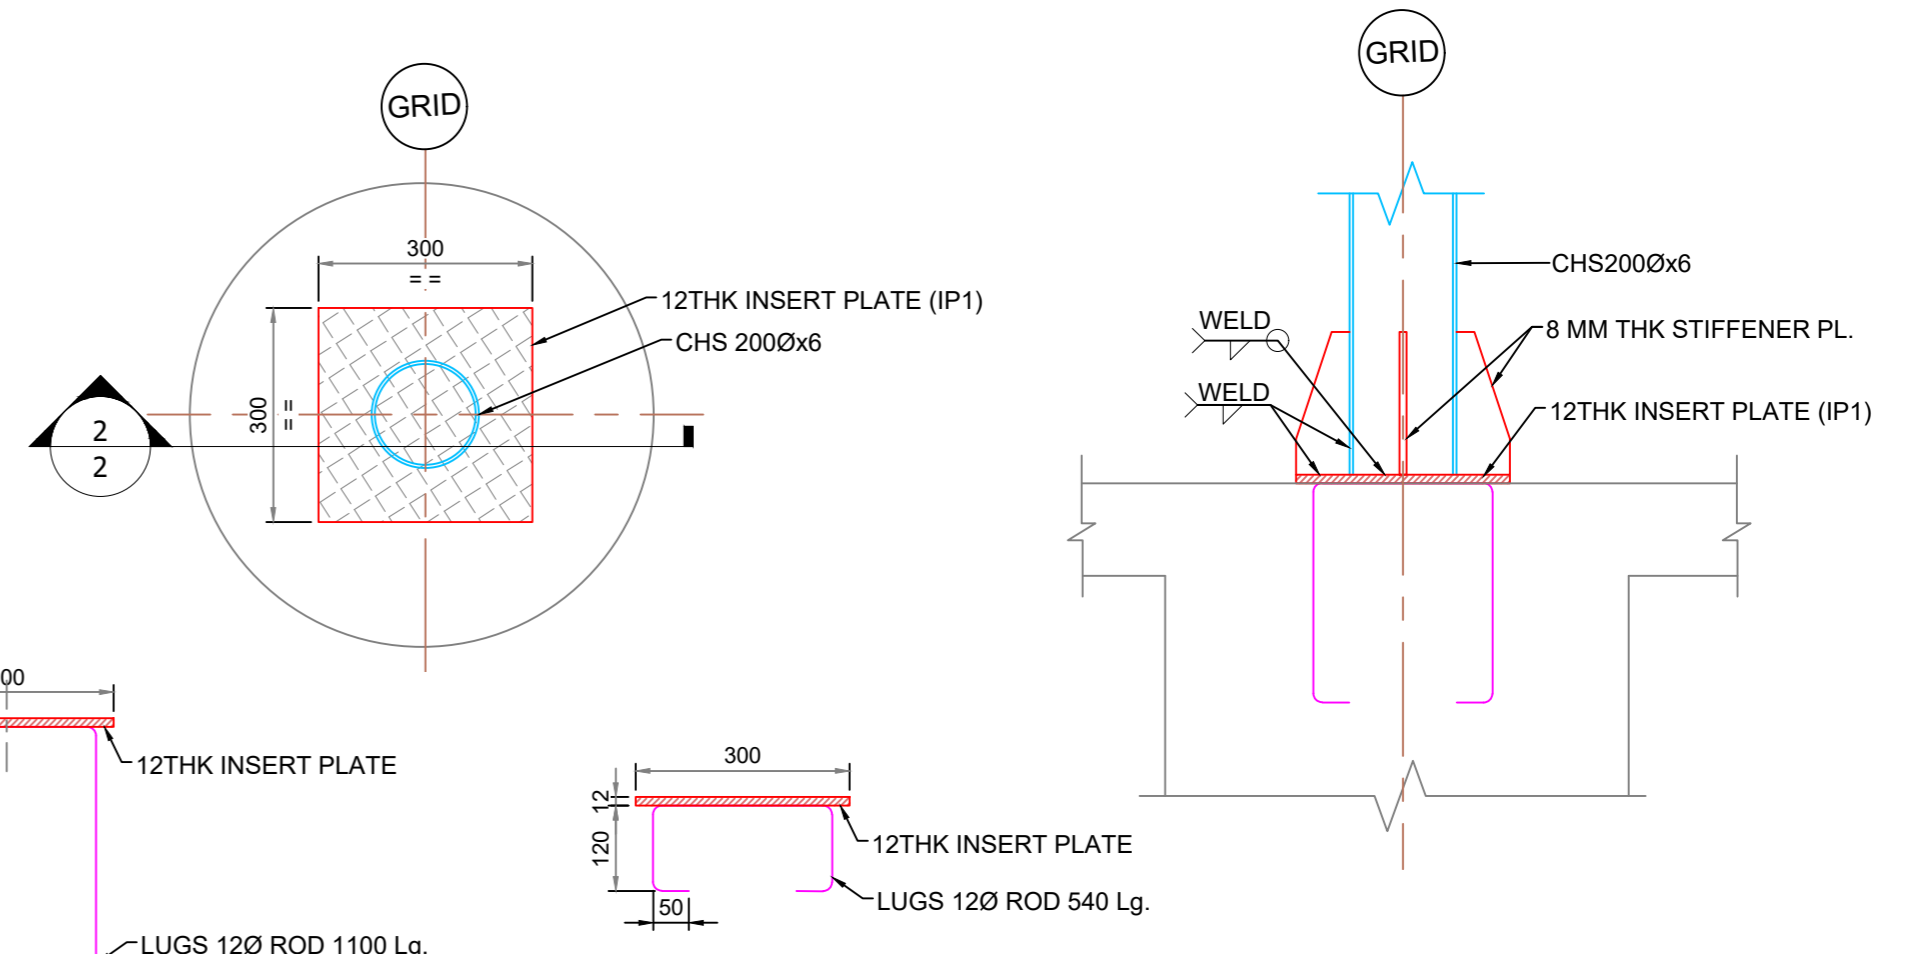 GRID
GRID
300
= =
12THK INSERT PLATE (IP1)
CHS 200Øx6
300
=
=
2
2
CHS200Øx6
WELD
8 MM THK STIFFENER PL.
WELD
12THK INSERT PLATE (IP1)
00
12THK INSERT PLATE
LUGS 12Ø ROD 1100 Lg.
300
12
120
12THK INSERT PLATE
50
LUGS 12Ø ROD 540 Lg.